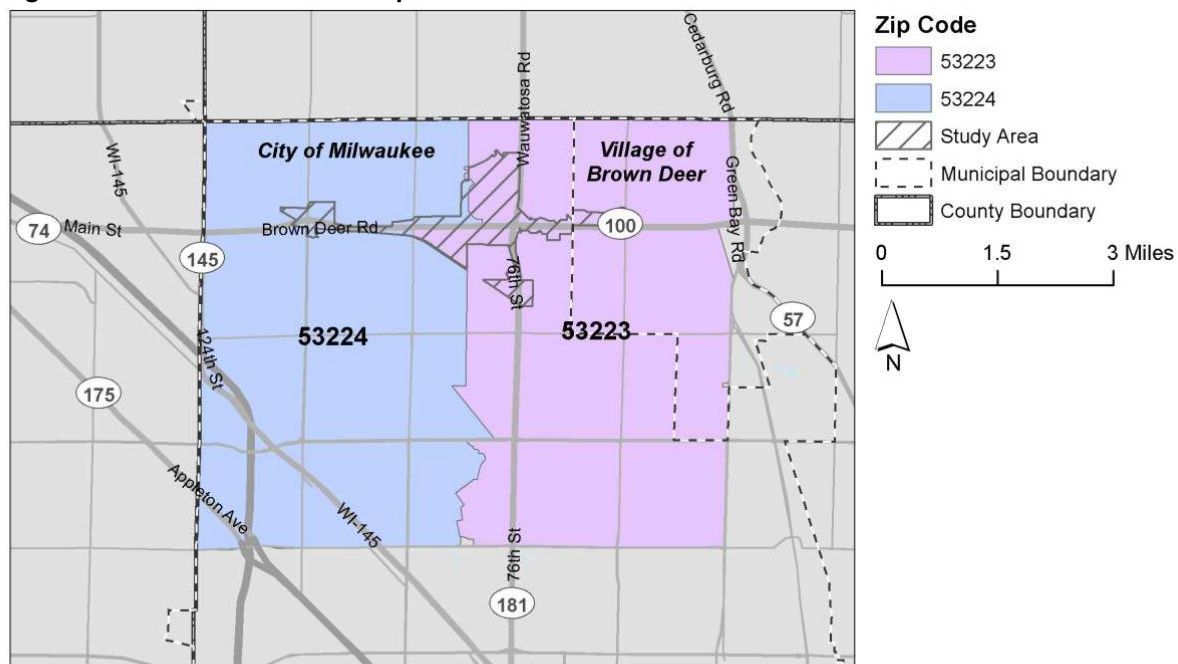 Cedarburg Rd
Wauwatosa Rd
WI-145
City of Milwaukee
Village of
Brown Deer
Green Bay Rd
74
Main St
Brown Deer Rd
100
145
76th St
57
53224
53223
124th St
175
Appleton Ave
WI-145
76th St
181
Zip Code
53223
53224
Study Area
Municipal Boundary
County Boundary
0 1.5 3 Miles
N